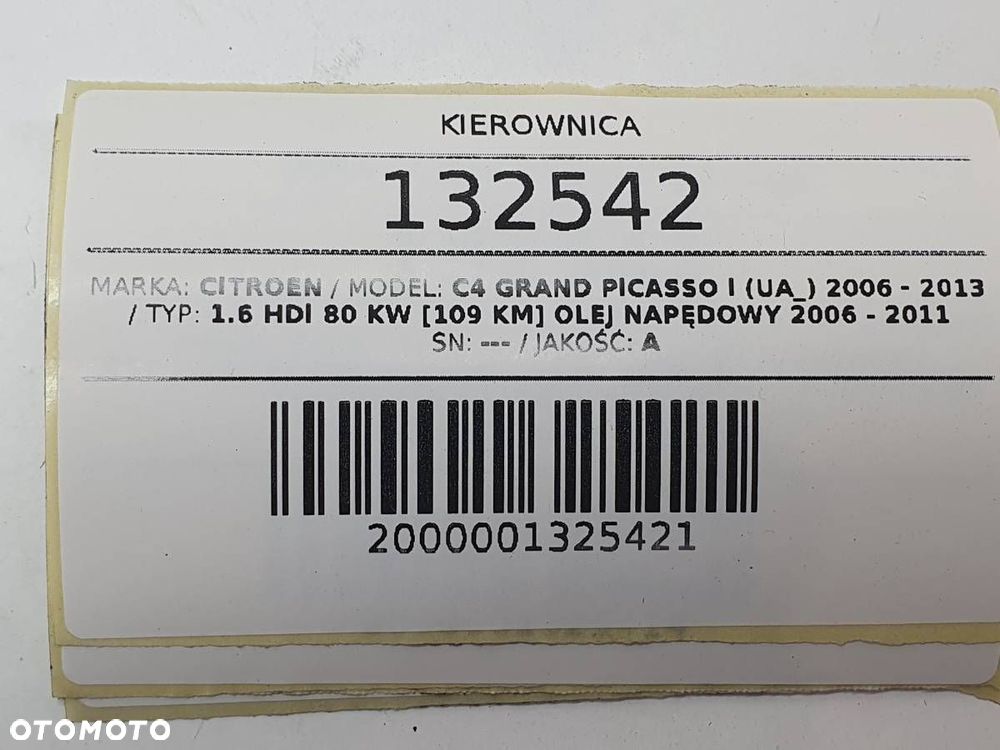 KIEROWNICA
132542
MARKA: CITROEN / MODEL: C4 GRAND PICASSO I (UA_) 2006 - 2013
/ TYP: 1.6 HDI 80 KW [109 KM] OLEJ NAPĘDOWY 2006 - 2011
SN: --- / JAKOŚĆ: A
2000001325421
OTOMOTO